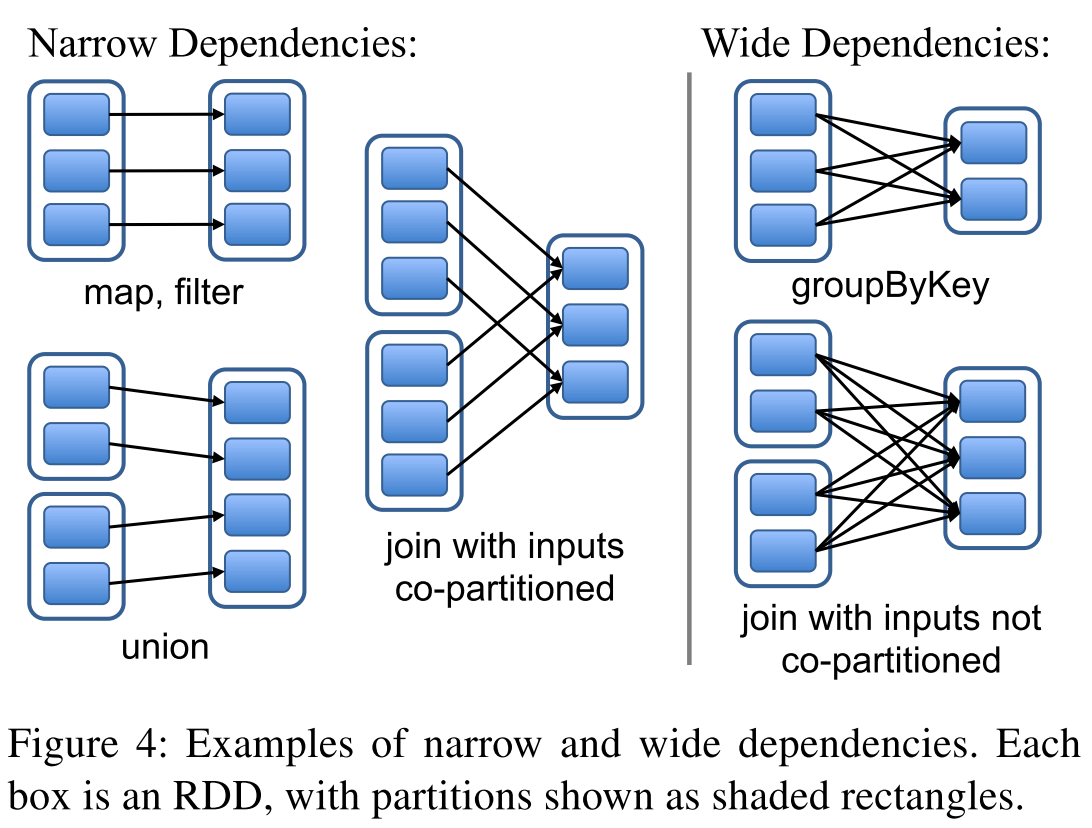 Narrow Dependencies:
map, filter
union
join with inputs
co-partitioned
Wide Dependencies:
groupByKey
join with inputs not
co-partitioned
Figure 4: Examples of narrow and wide dependencies. Each
box is an RDD, with partitions shown as shaded rectangles.